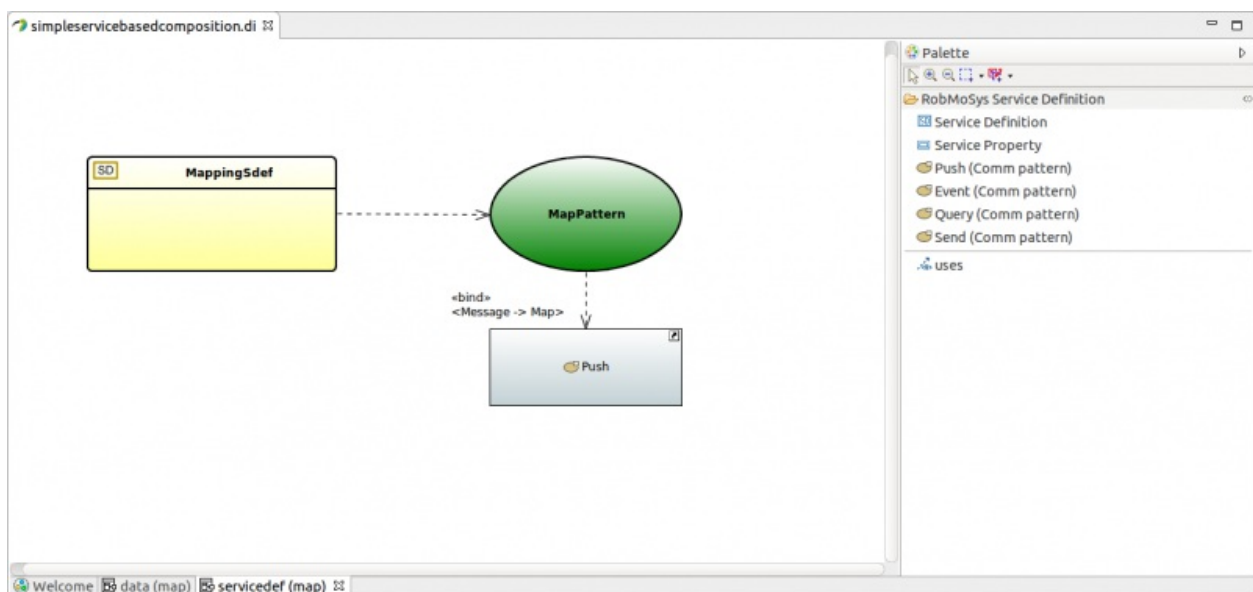 simpleservicebasedcomposition.di
Palette
RobMoSys Service Definition
Service Definition
Service Property
Push (Comm pattern)
Event (Comm pattern)
Query (Comm pattern)
Send (Comm pattern)
uses
SD
MappingSdef
MapPattern
«bind»
<Message -> Map>
Push
Welcome data (map) servicedef (map)